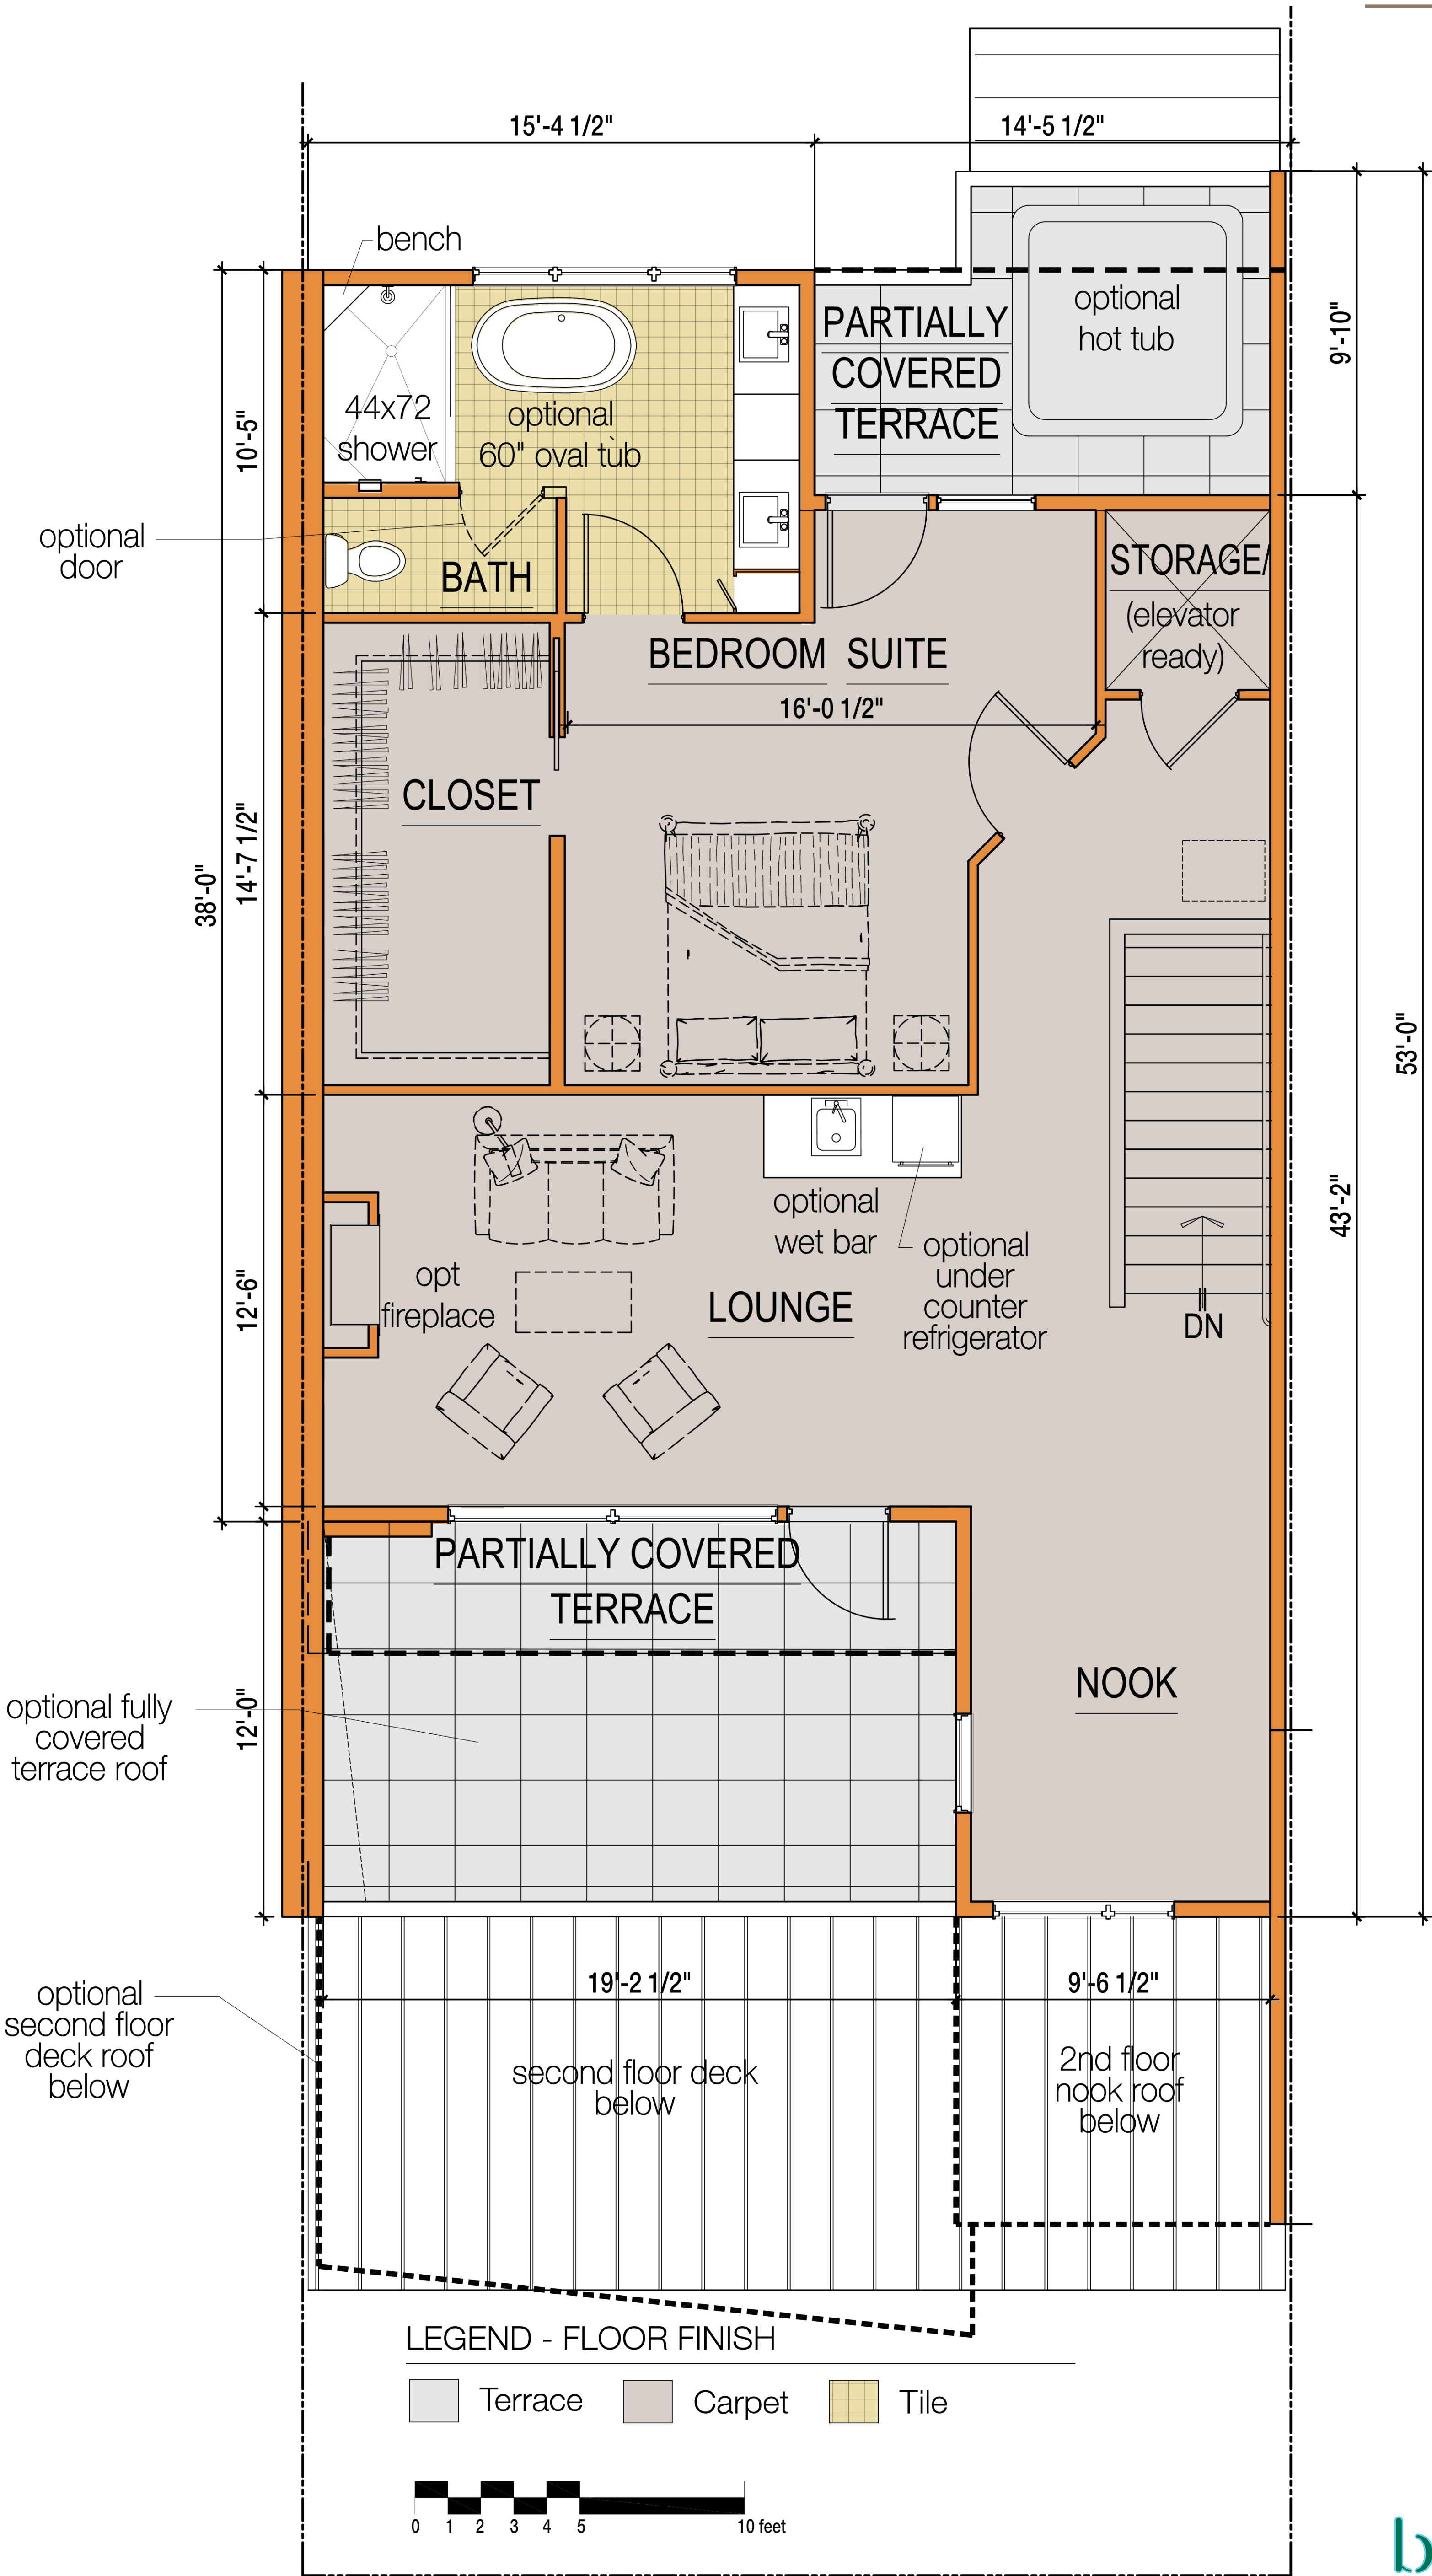 15'-4 1/2"
14'-5 1/2"
bench
44x72
shower
optional
60" oval tub
PARTIALLY
COVERED
TERRACE
optional
hot tub
9'-10"
10'-5"
optional
door
BATH
STORAGE/
(elevator
ready)
BEDROOM SUITE
16'-0 1/2"
CLOSET
14'-7 1/2"
38'-0"
53'-0"
43'-2"
optional
wet bar
optional
under
counter
refrigerator
opt
fireplace
LOUNGE
DN
12'-6"
PARTIALLY COVERED
TERRACE
NOOK
optional fully
covered
terrace roof
12'-0"
19'-2 1/2"
9'-6 1/2"
optional
second floor
deck roof
below
second floor deck
below
2nd floor
nook roof
below
LEGEND - FLOOR FINISH
Terrace
Carpet
Tile
0 1 2 3 4 5 10 feet